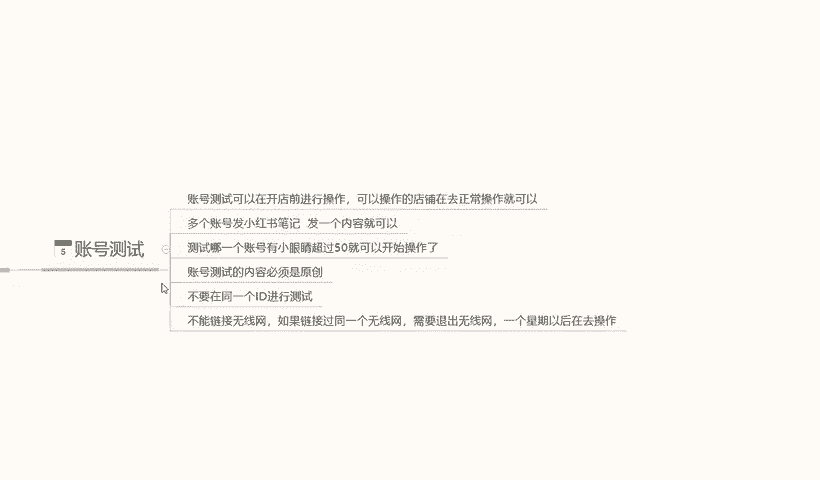 5
账号测试
账号测试可以在开店前进行操作，可以操作的店铺在去正常操作就可以
多个账号发小红书笔记 发一个内容就可以
测试哪一个账号有小眼睛超过50就可以开始操作了
账号测试的内容必须是原创
不要在同一个ID进行测试
不能链接无线网，如果链接过同一个无线网，需要退出无线网，一个星期以后在去操作